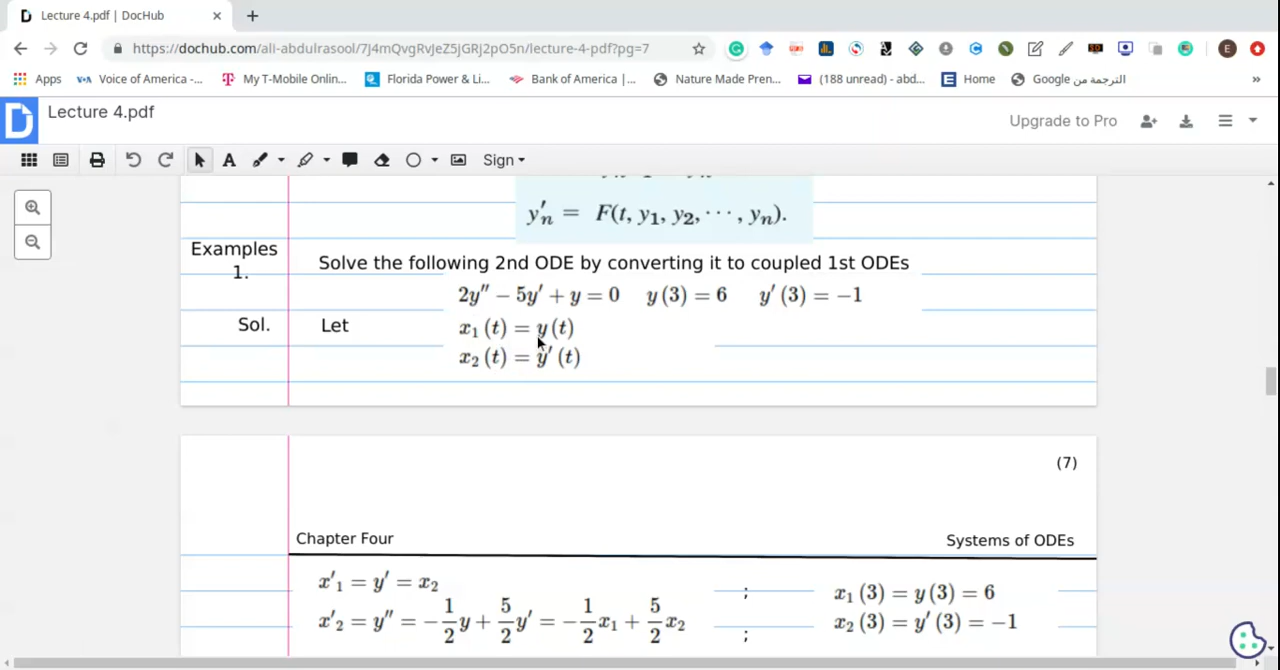 Lecture 4.pdf | DocHub
https://dochub.com/ali-abdulrasool/7J4mQvgRvJeZ5JGRJ2pO5n/lecture-4-pdf?pg=7
Apps Voice of America -... My T-Mobile Onlin... Florida Power & Li... Bank of America |... Nature Made Pren... (188 unread) - abd... Home الترجمة من Google »
Lecture 4.pdf
Upgrade to Pro
A Sign
y'ₙ = F(t, y₁, y₂, ⋯, yₙ).
Examples
1. Solve the following 2nd ODE by converting it to coupled 1st ODEs
2y″ − 5y′ + y = 0 y (3) = 6 y′ (3) = −1
Sol. Let x₁ (t) = y (t)
x₂ (t) = y′ (t)
(7)
Chapter Four Systems of ODEs
x′₁ = y′ = x₂ ; x₁ (3) = y (3) = 6
x′₂ = y″ = −1/2 y + 5/2 y′ = −1/2 x₁ + 5/2 x₂ ; x₂ (3) = y′ (3) = −1